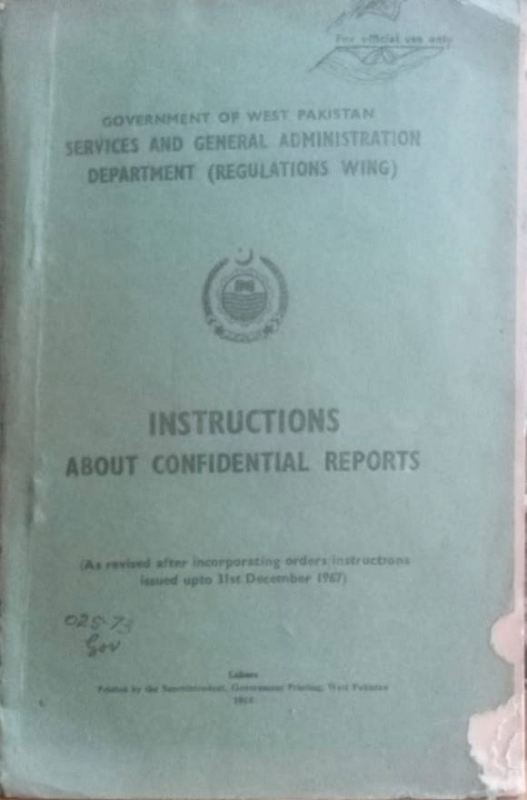 For official use only
GOVERNMENT OF WEST PAKISTAN
SERVICES AND GENERAL ADMINISTRATION
DEPARTMENT (REGULATIONS WING)
INSTRUCTIONS
ABOUT CONFIDENTIAL REPORTS
(As revised after incorporating orders instructions
issued upto 31st December 1967)
025.73
Gov
Lahore
Printed by the Superintendent, Government Printing, West Pakistan